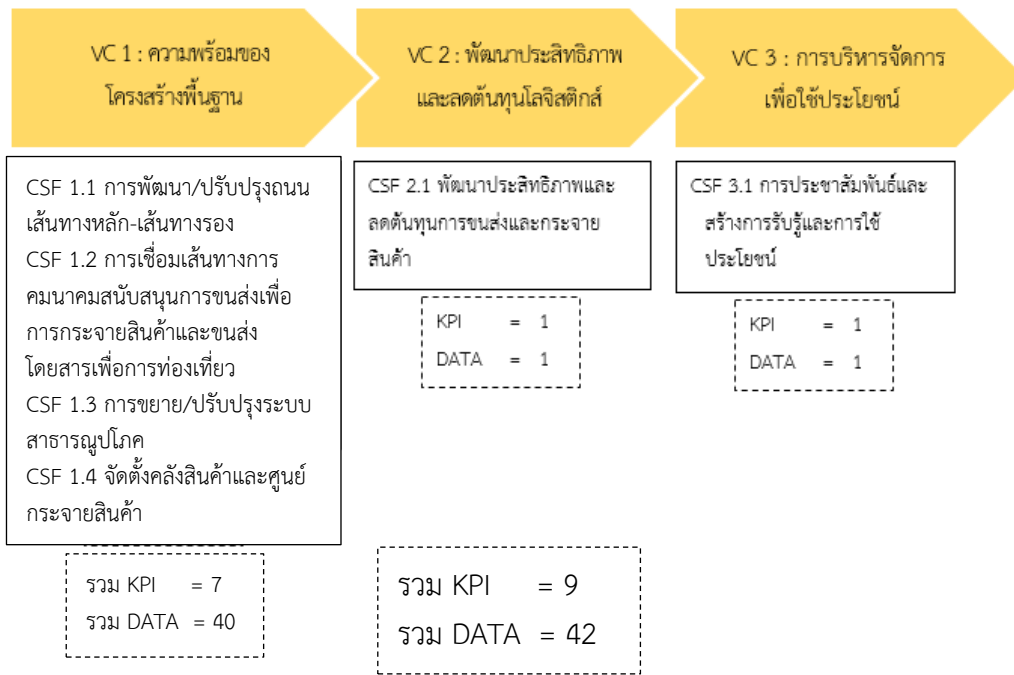 VC 1 : ความพร้อมของ
โครงสร้างพื้นฐาน
VC 2 : พัฒนาประสิทธิภาพ
และลดต้นทุนโลจิสติกส์
VC 3 : การบริหารจัดการ
เพื่อใช้ประโยชน์
CSF 1.1 การพัฒนา/ปรับปรุงถนน
เส้นทางหลัก-เส้นทางรอง
CSF 1.2 การเชื่อมเส้นทางการ
คมนาคมสนับสนุนการขนส่งเพื่อ
การกระจายสินค้าและขนส่ง
โดยสารเพื่อการท่องเที่ยว
CSF 1.3 การขยาย/ปรับปรุงระบบ
สาธารณูปโภค
CSF 1.4 จัดตั้งคลังสินค้าและศูนย์
กระจายสินค้า
รวม KPI = 7
รวม DATA = 40
CSF 2.1 พัฒนาประสิทธิภาพและ
ลดต้นทุนการขนส่งและกระจาย
สินค้า
KPI = 1
DATA = 1
CSF 3.1 การประชาสัมพันธ์และ
สร้างการรับรู้และการใช้
ประโยชน์
KPI = 1
DATA = 1
รวม KPI = 9
รวม DATA = 42